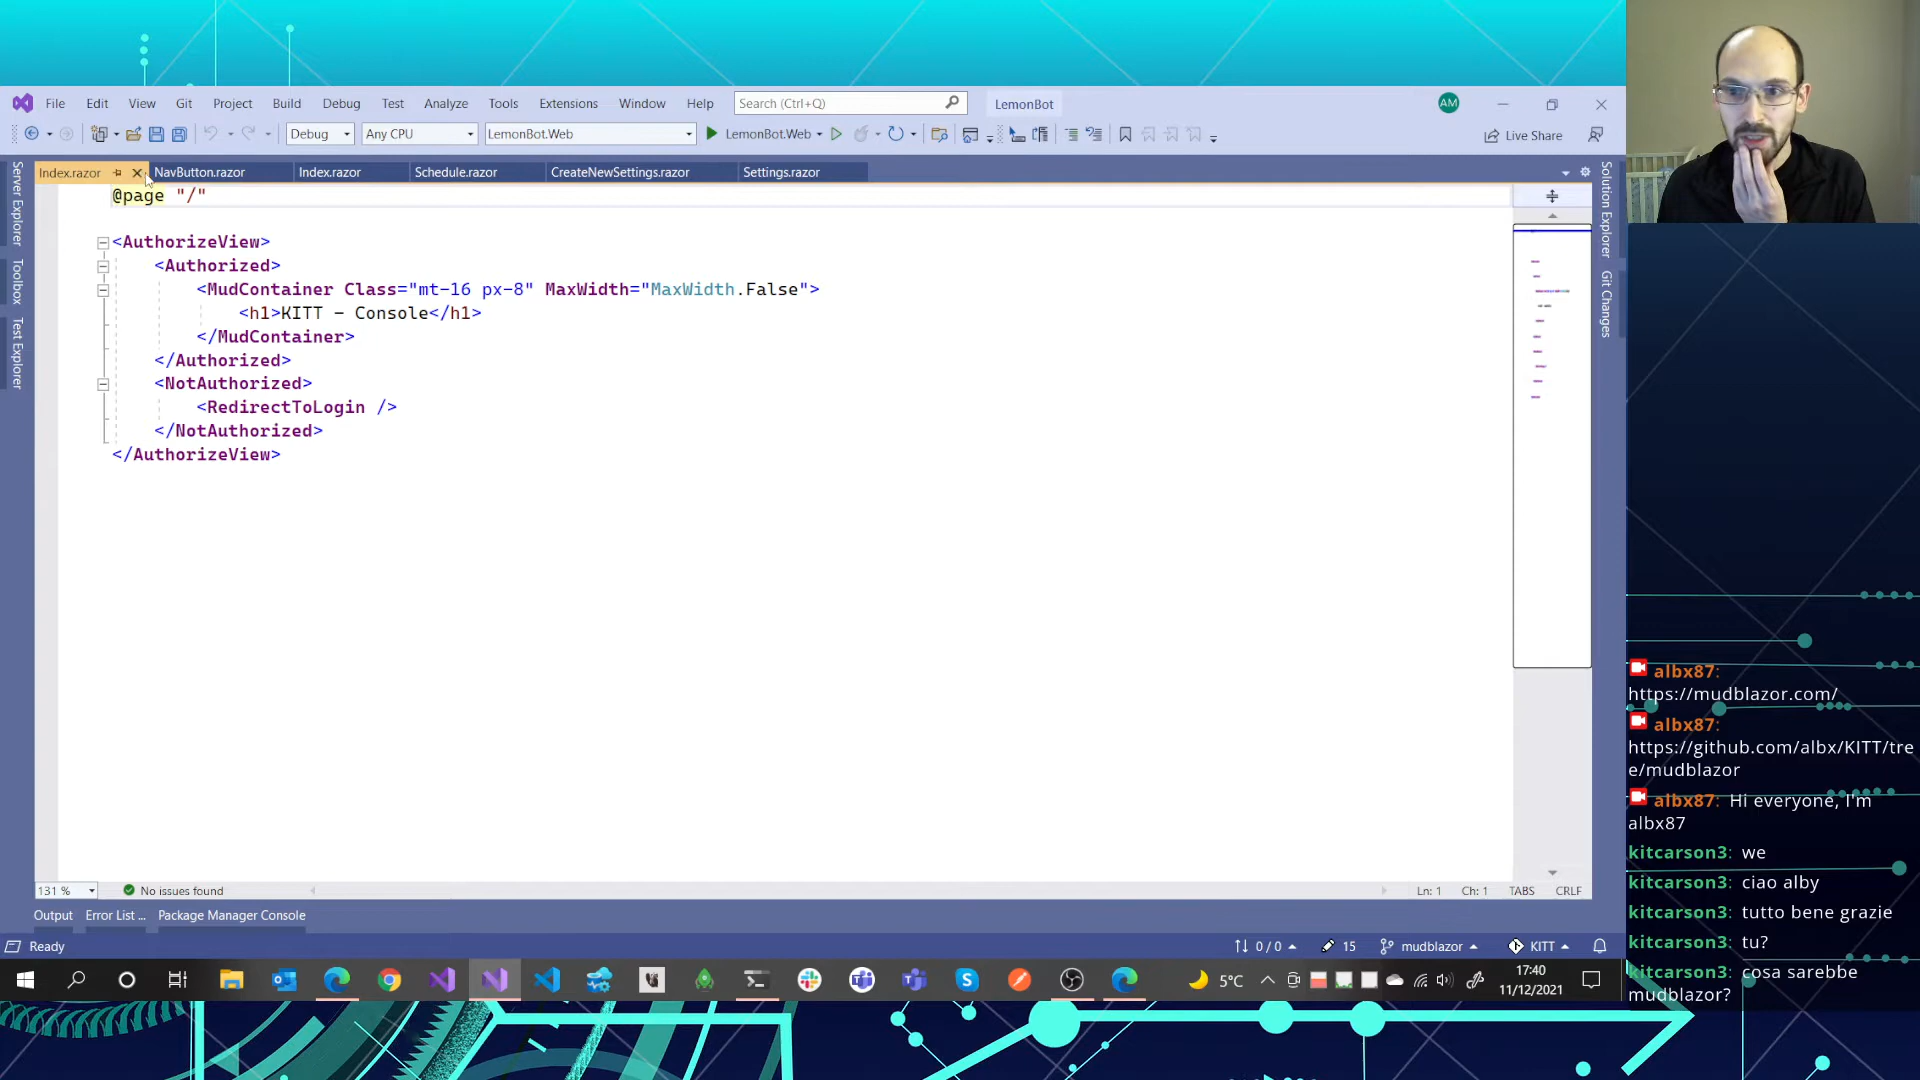 File Edit View Git Project Build Debug Test Analyze Tools Extensions Window Help Search (Ctrl+Q) LemonBot AM
Debug Any CPU LemonBot.Web LemonBot.Web Live Share
Index.razor NavButton.razor Index.razor Schedule.razor CreateNewSettings.razor Settings.razor
Server Explorer
Toolbox
Test Explorer
Solution Explorer
Git Changes
@page "/"
<AuthorizeView>
<Authorized>
<MudContainer Class="mt-16 px-8" MaxWidth="MaxWidth.False">
<h1>KITT - Console</h1>
</MudContainer>
</Authorized>
<NotAuthorized>
<RedirectToLogin />
</NotAuthorized>
</AuthorizeView>
131 % No issues found Ln: 1 Ch: 1 TABS CRLF
Output Error List ... Package Manager Console
Ready 0 / 0 15 mudblazor KITT
5°C 17:40
11/12/2021
albx87:
https://mudblazor.com/
albx87:
https://github.com/albx/KITT/tre
e/mudblazor
albx87: Hi everyone, I'm
albx87
kitcarson3: we
kitcarson3: ciao alby
kitcarson3: tutto bene grazie
kitcarson3: tu?
kitcarson3: cosa sarebbe
mudblazor?